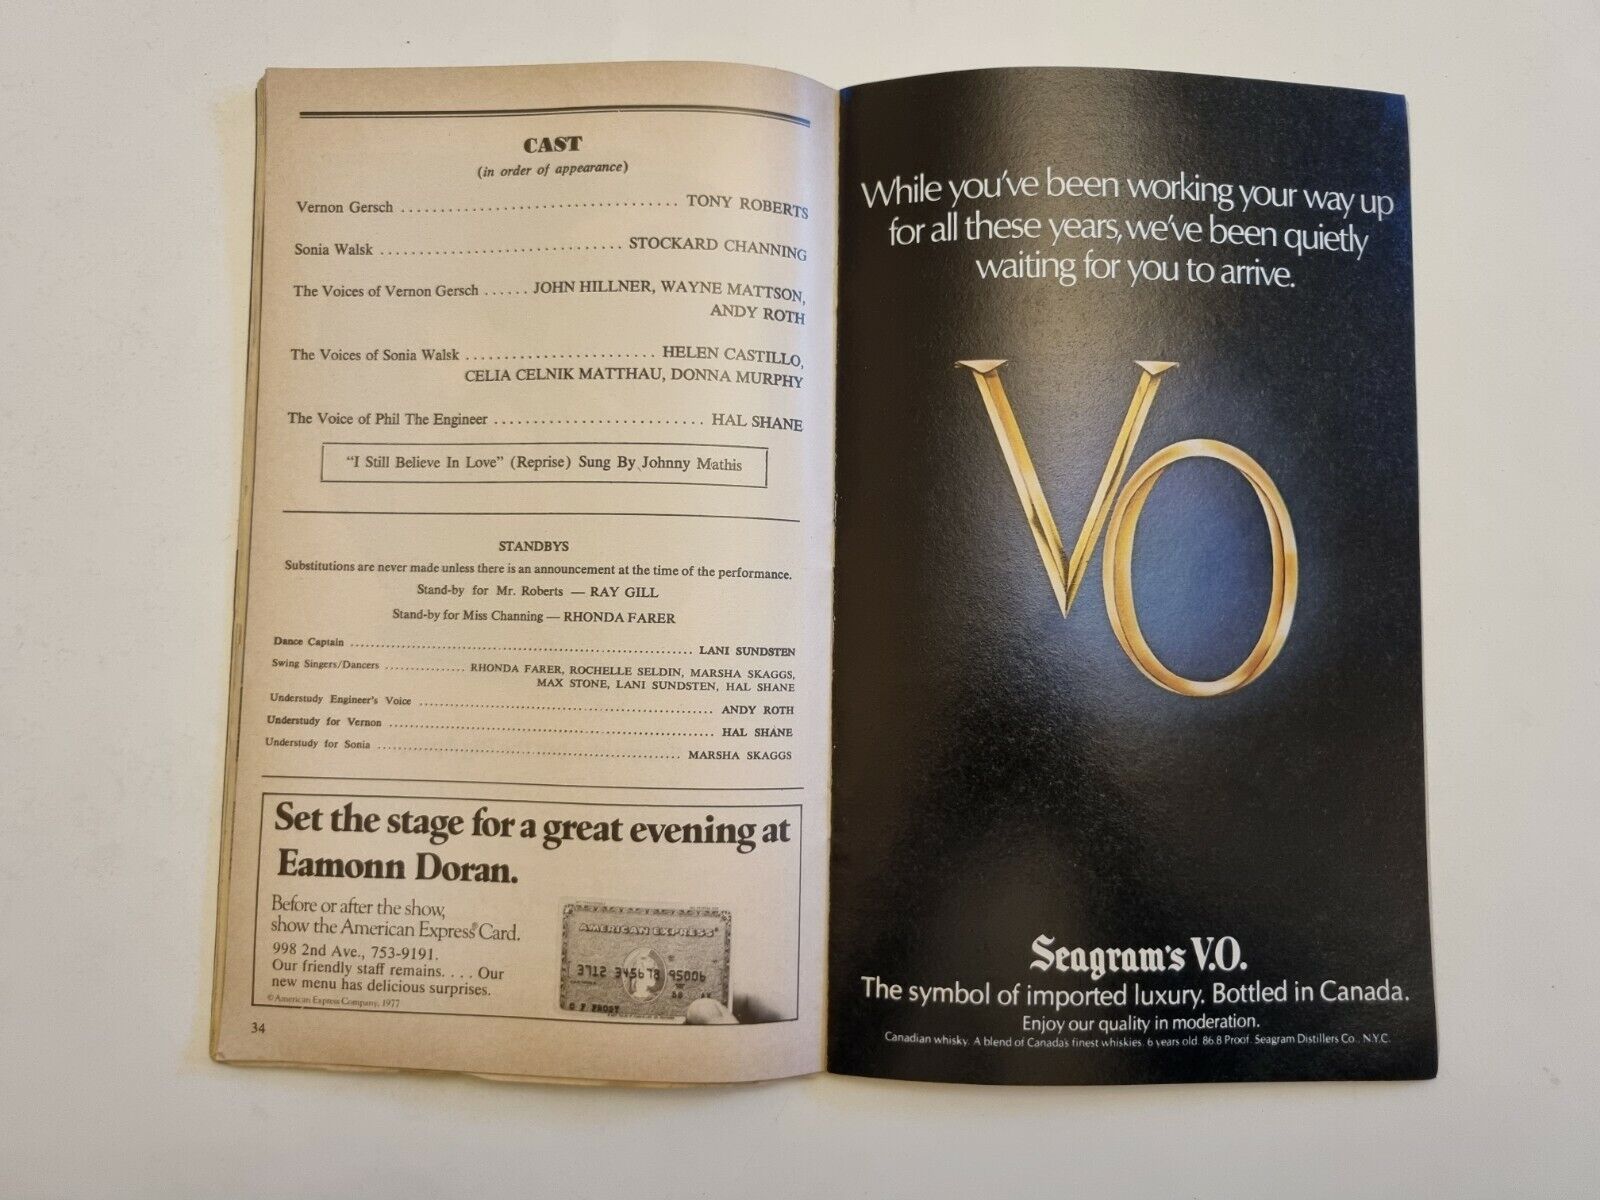 CAST
(in order of appearance)
Vernon Gersch .................................. TONY ROBERTS
Sonia Walsk .............................. STOCKARD CHANNING
The Voices of Vernon Gersch ...... JOHN HILLNER, WAYNE MATTSON,
ANDY ROTH
The Voices of Sonia Walsk ........................ HELEN CASTILLO,
CELIA CELNIK MATTHAU, DONNA MURPHY
The Voice of Phil The Engineer .......................... HAL SHANE
"I Still Believe In Love" (Reprise) Sung By Johnny Mathis
STANDBYS
Substitutions are never made unless there is an announcement at the time of the performance.
Stand-by for Mr. Roberts — RAY GILL
Stand-by for Miss Channing — RHONDA FARER
Dance Captain .......................................................... LANI SUNDSTEN
Swing Singers/Dancers ................ RHONDA FARER, ROCHELLE SELDIN, MARSHA SKAGGS,
MAX STONE, LANI SUNDSTEN, HAL SHANE
Understudy Engineer's Voice .................................................. ANDY ROTH
Understudy for Vernon ........................................................ HAL SHANE
Understudy for Sonia .................................................... MARSHA SKAGGS
Set the stage for a great evening at
Eamonn Doran.
Before or after the show,
show the American Express® Card.
998 2nd Ave., 753-9191.
Our friendly staff remains. . . . Our
new menu has delicious surprises.
© American Express Company, 1977
AMERICAN EXPRESS®
3712 345678 95006
C F FROST
34
While you've been working your way up
for all these years, we've been quietly
waiting for you to arrive.
VO
Seagram's V.O.
The symbol of imported luxury. Bottled in Canada.
Enjoy our quality in moderation.
Canadian whisky. A blend of Canada's finest whiskies. 6 years old. 86.8 Proof. Seagram Distillers Co., N.Y.C.